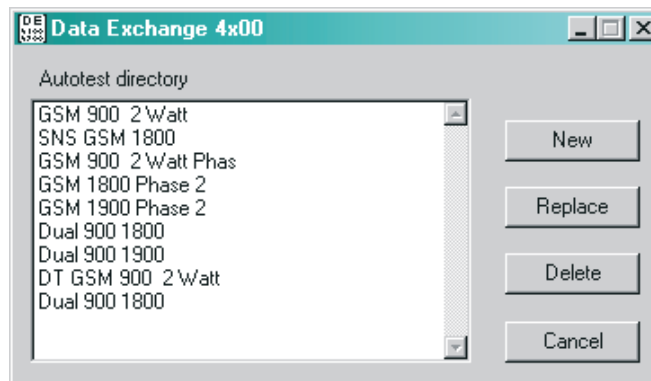 Data Exchange 4x00
Autotest directory
GSM 900  2 Watt
SNS GSM 1800
GSM 900  2 Watt Phas
GSM 1800 Phase 2
GSM 1900 Phase 2
Dual 900 1800
Dual 900 1900
DT GSM 900  2 Watt
Dual 900 1800
New
Replace
Delete
Cancel